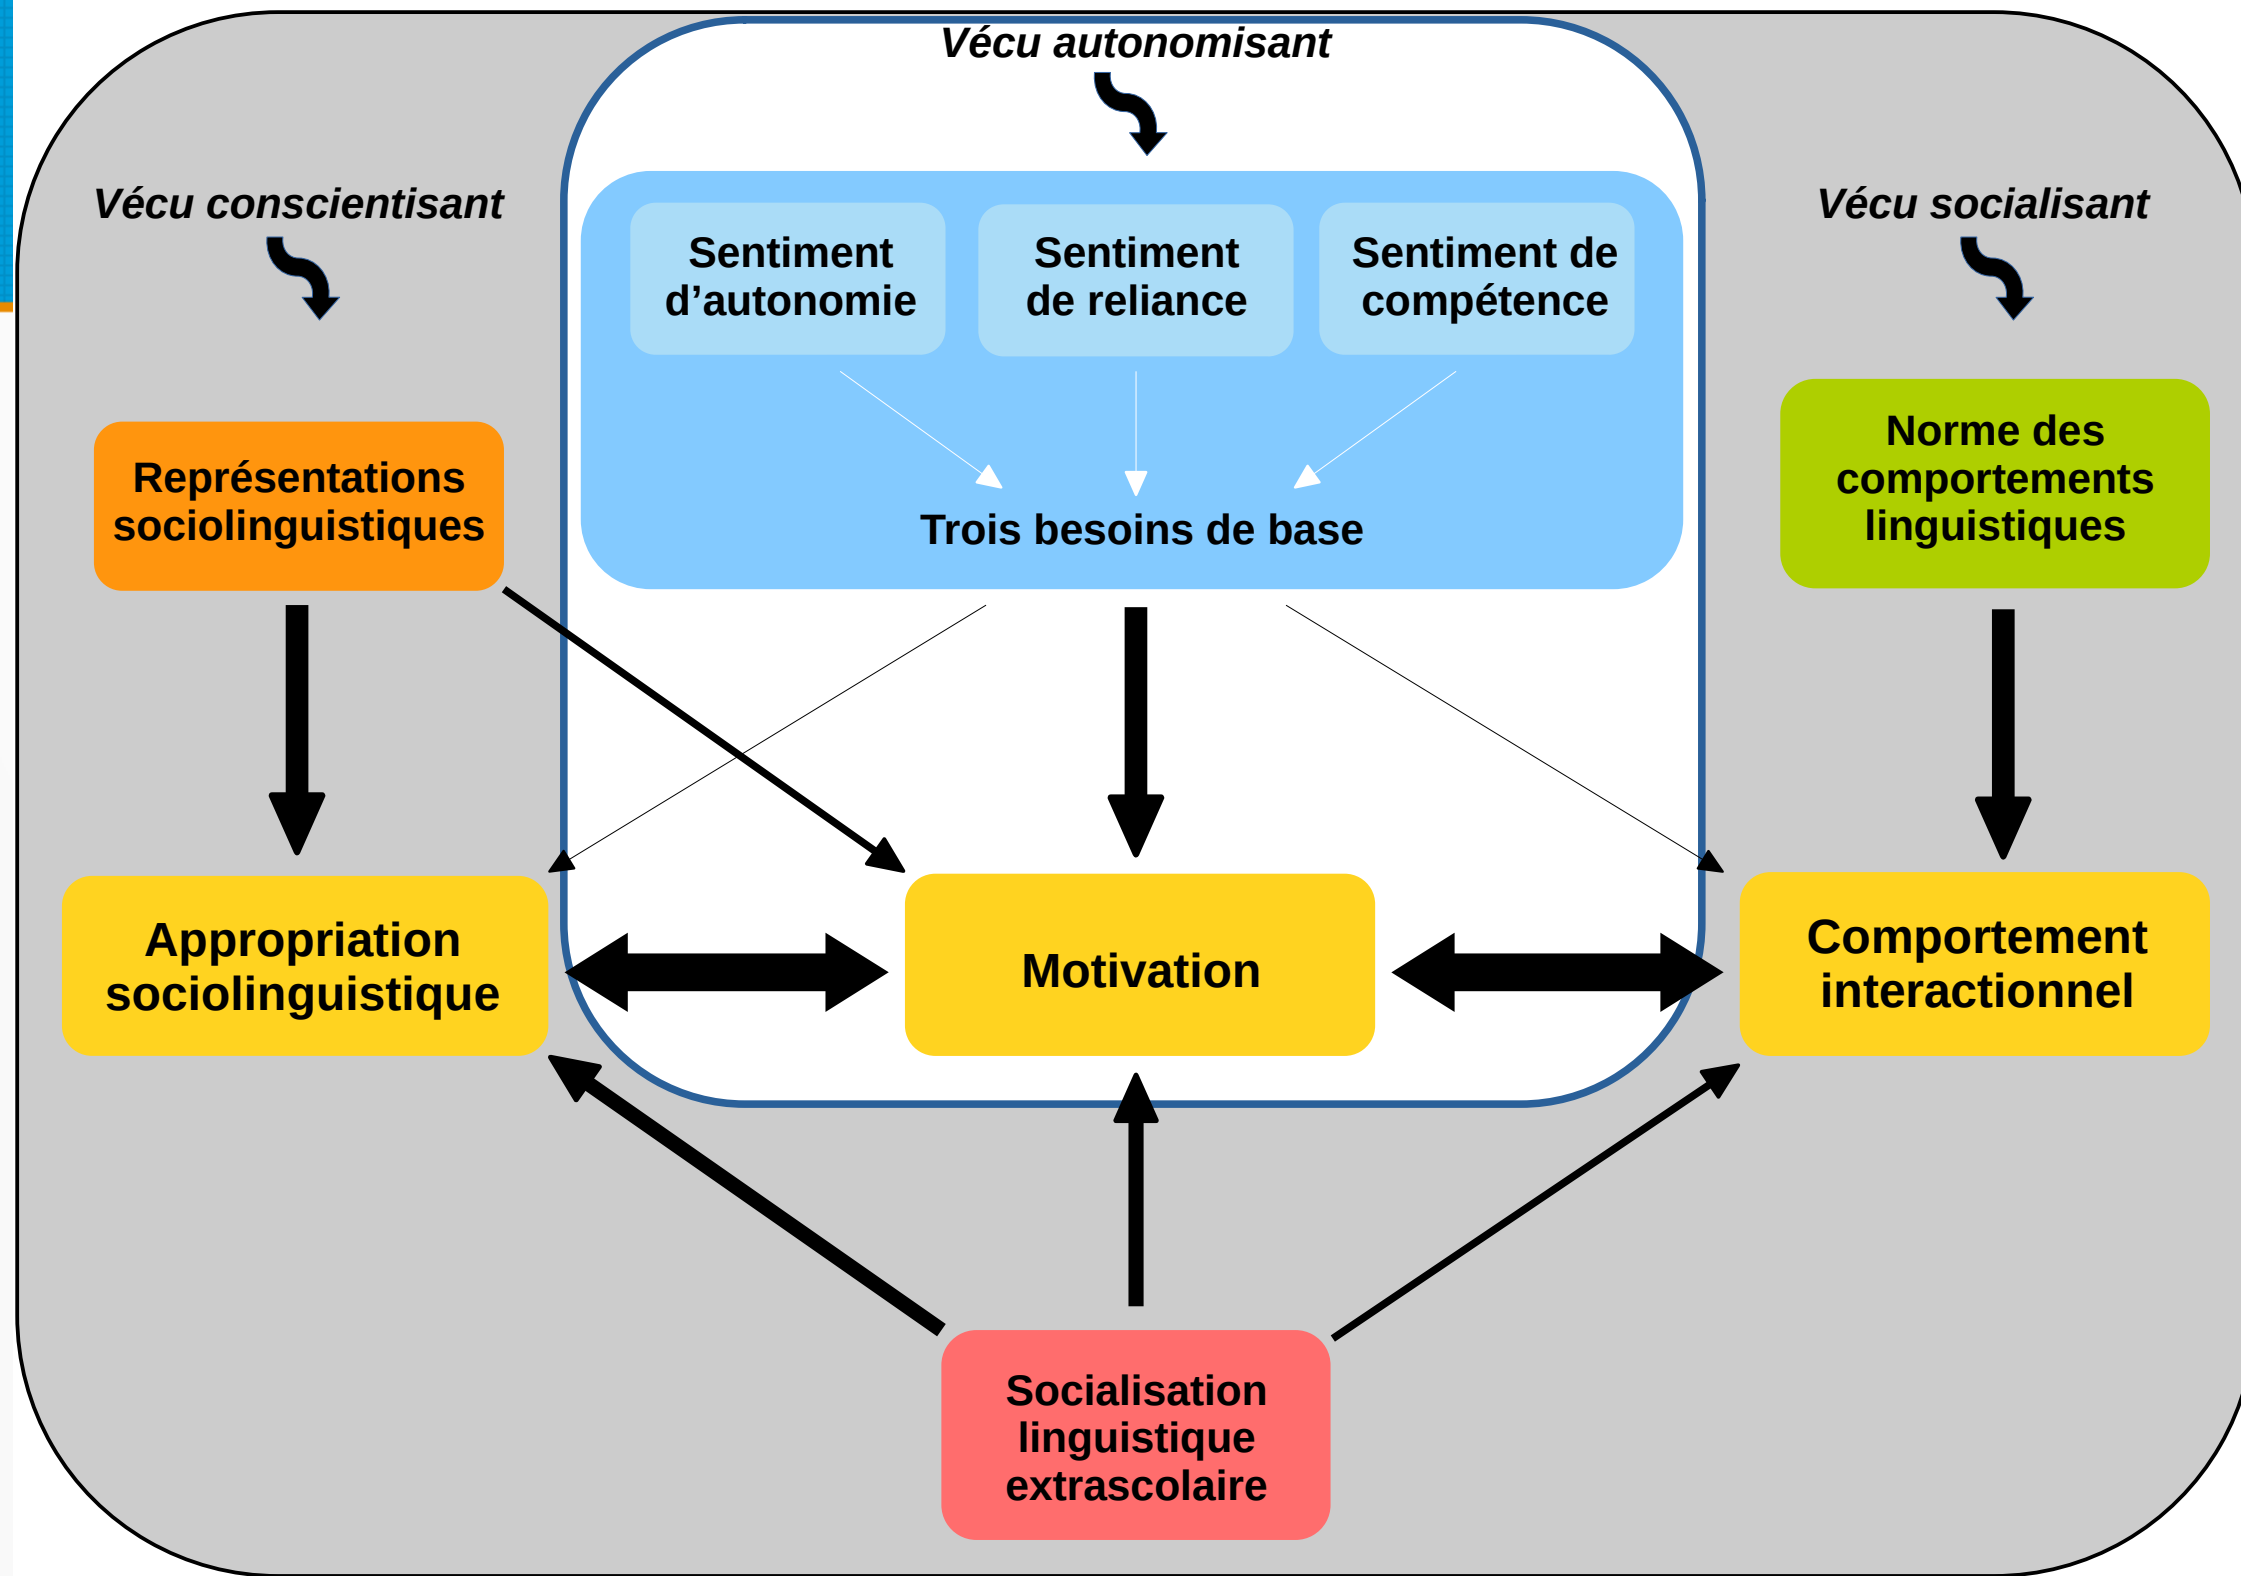 Vécu autonomisant
Vécu conscientisant
Vécu socialisant
Sentiment
d’autonomie
Sentiment
de reliance
Sentiment de
compétence
Trois besoins de base
Représentations
sociolinguistiques
Norme des
comportements
linguistiques
Appropriation
sociolinguistique
Motivation
Comportement
interactionnel
Socialisation
linguistique
extrascolaire